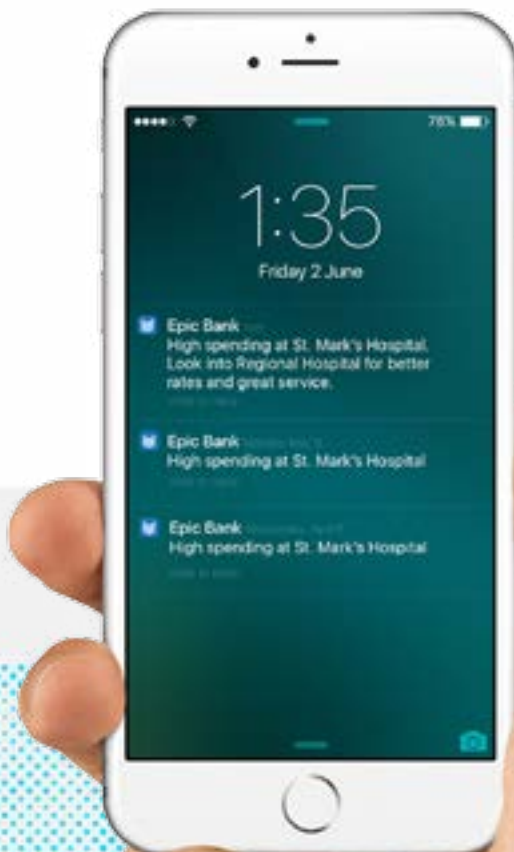 76%
1:35
Friday 2 June
Epic Bank
High spending at St. Mark's Hospital.
Look into Regional Hospital for better
rates and great service.
Epic Bank
High spending at St. Mark's Hospital
Epic Bank
High spending at St. Mark's Hospital